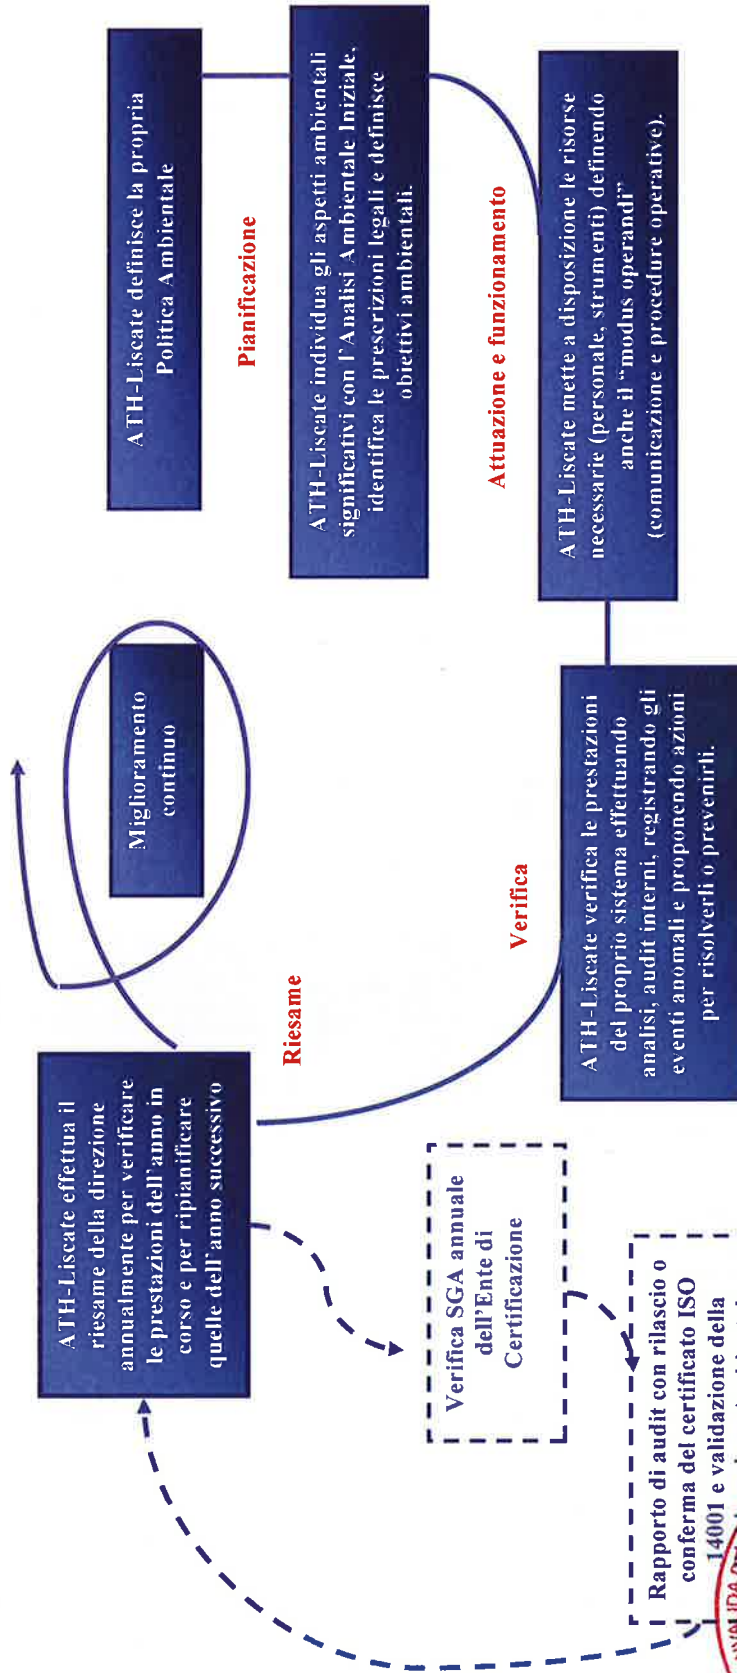 ATH-Liscate definisce la propria
Politica Ambientale
Pianificazione
ATH-Liscate individua gli aspetti ambientali
significativi con l'Analisi Ambientale Iniziale,
identifica le prescrizioni legali e definisce
obiettivi ambientali.
Attuazione e funzionamento
ATH-Liscate mette a disposizione le risorse
necessarie (personale, strumenti) definendo
anche il "modus operandi"
(comunicazione e procedure operative).
Miglioramento
continuo
Verifica
ATH-Liscate verifica le prestazioni
del proprio sistema effettuando
analisi, audit interni, registrando gli
eventi anomali e proponendo azioni
per risolverli o prevenirli.
Riesame
ATH-Liscate effettua il
riesame della direzione
annualmente per verificare
le prestazioni dell'anno in
corso e per ripianificare
quelle dell'anno successivo
Verifica SGA annuale
dell'Ente di
Certificazione
Rapporto di audit con rilascio o
conferma del certificato ISO
14001 e validazione della